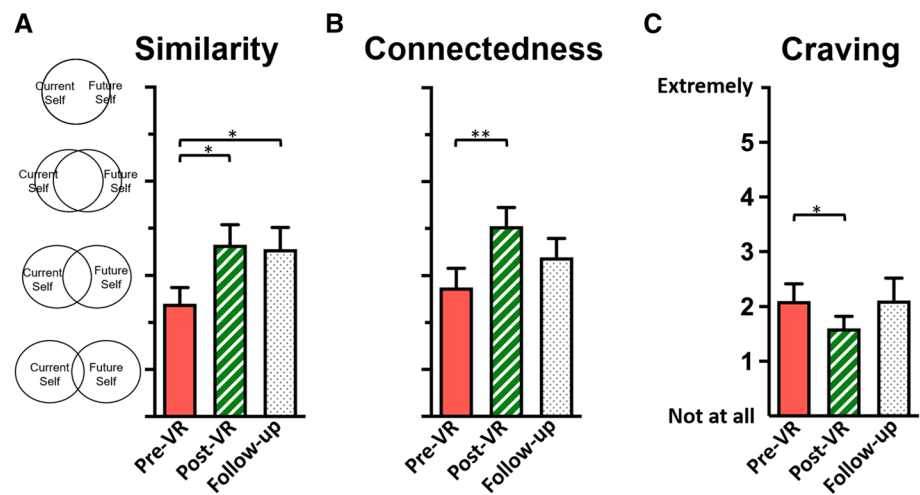 A
Similarity
Current
Self
Future
Self
Current
Self
Future
Self
Current
Self
Future
Self
Current
Self
Future
Self
*
*
Pre-VR
Post-VR
Follow-up
B
Connectedness
**
Pre-VR
Post-VR
Follow-up
C
Craving
Extremely
5
4
3
2
1
Not at all
*
Pre-VR
Post-VR
Follow-up